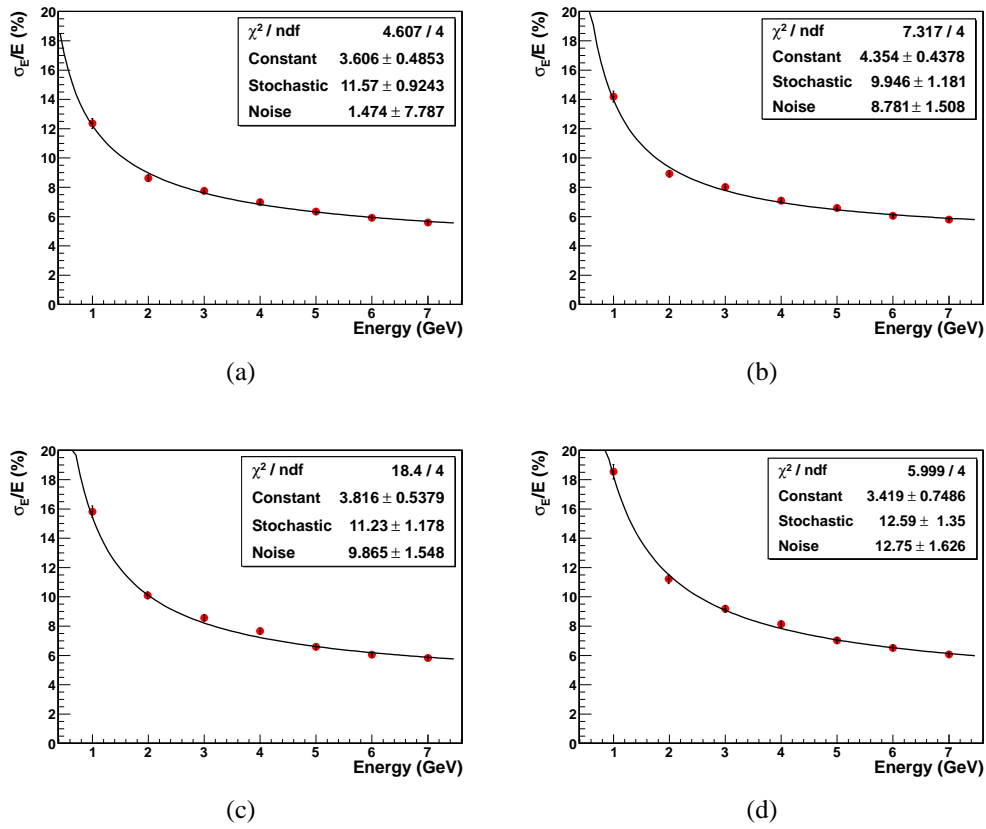 σE/E (%)
20
18
16
14
12
10
8
6
4
2
0
χ² / ndf 4.607 / 4
Constant 3.606 ± 0.4853
Stochastic 11.57 ± 0.9243
Noise 1.474 ± 7.787
1 2 3 4 5 6 7
Energy (GeV)
(a)
σE/E (%)
20
18
16
14
12
10
8
6
4
2
0
χ² / ndf 7.317 / 4
Constant 4.354 ± 0.4378
Stochastic 9.946 ± 1.181
Noise 8.781 ± 1.508
1 2 3 4 5 6 7
Energy (GeV)
(b)
σE/E (%)
20
18
16
14
12
10
8
6
4
2
0
χ² / ndf 18.4 / 4
Constant 3.816 ± 0.5379
Stochastic 11.23 ± 1.178
Noise 9.865 ± 1.548
1 2 3 4 5 6 7
Energy (GeV)
(c)
σE/E (%)
20
18
16
14
12
10
8
6
4
2
0
χ² / ndf 5.999 / 4
Constant 3.419 ± 0.7486
Stochastic 12.59 ± 1.35
Noise 12.75 ± 1.626
1 2 3 4 5 6 7
Energy (GeV)
(d)